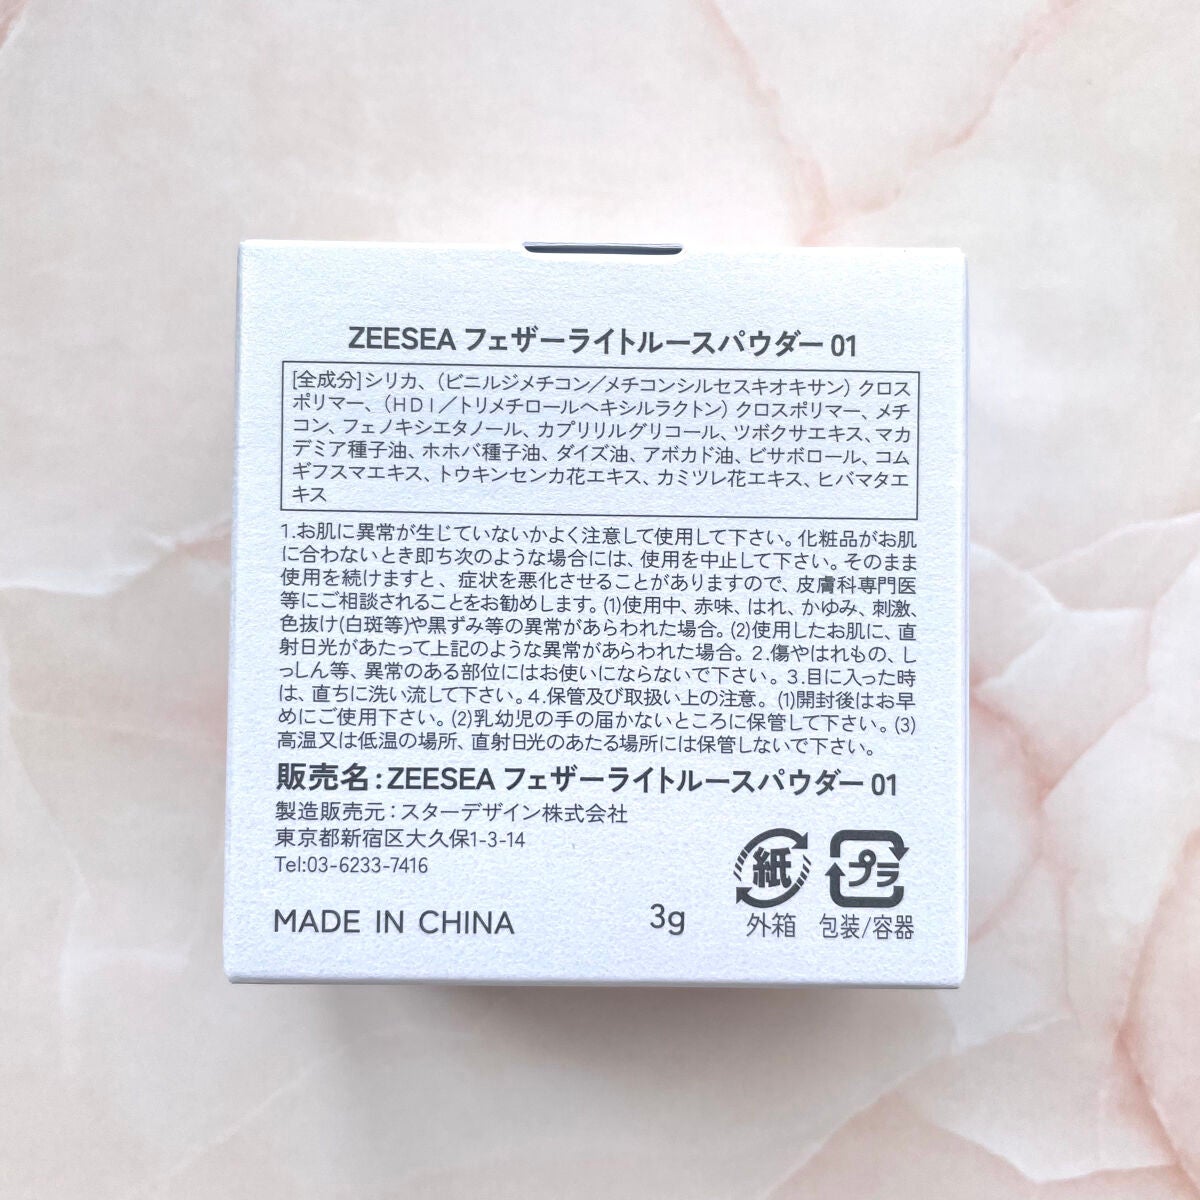 ZEESEA フェザーライトルースパウダー 01
[全成分]シリカ、(ビニルジメチコン／メチコンシルセスキオキサン)クロス
ポリマー、(HDI／トリメチロールヘキシルラクトン)クロスポリマー、メチ
コン、フェノキシエタノール、カプリリルグリコール、ツボクサエキス、マカ
デミア種子油、ホホバ種子油、ダイズ油、アボカド油、ビサボロール、コム
ギフスマエキス、トウキンセンカ花エキス、カミツレ花エキス、ヒバマタエ
キス
1.お肌に異常が生じていないかよく注意して使用して下さい。化粧品がお肌
に合わないとき即ち次のような場合には、使用を中止して下さい。そのまま
使用を続けますと、症状を悪化させることがありますので、皮膚科専門医
等にご相談されることをお勧めします。(1)使用中、赤味、はれ、かゆみ、刺激、
色抜け(白斑等)や黒ずみ等の異常があらわれた場合。(2)使用したお肌に、直
射日光があたって上記のような異常があらわれた場合。2.傷やはれもの、し
っしん等、異常のある部位にはお使いにならないで下さい。3.目に入った時
は、直ちに洗い流して下さい。4.保管及び取扱い上の注意。(1)開封後はお早
めにご使用下さい。(2)乳幼児の手の届かないところに保管して下さい。(3)
高温又は低温の場所、直射日光のあたる場所には保管しないで下さい。
販売名:ZEESEA フェザーライトルースパウダー 01
製造販売元:スターデザイン株式会社
東京都新宿区大久保1-3-14
Tel:03-6233-7416
紙 プラ
MADE IN CHINA 3g 外箱 包装/容器